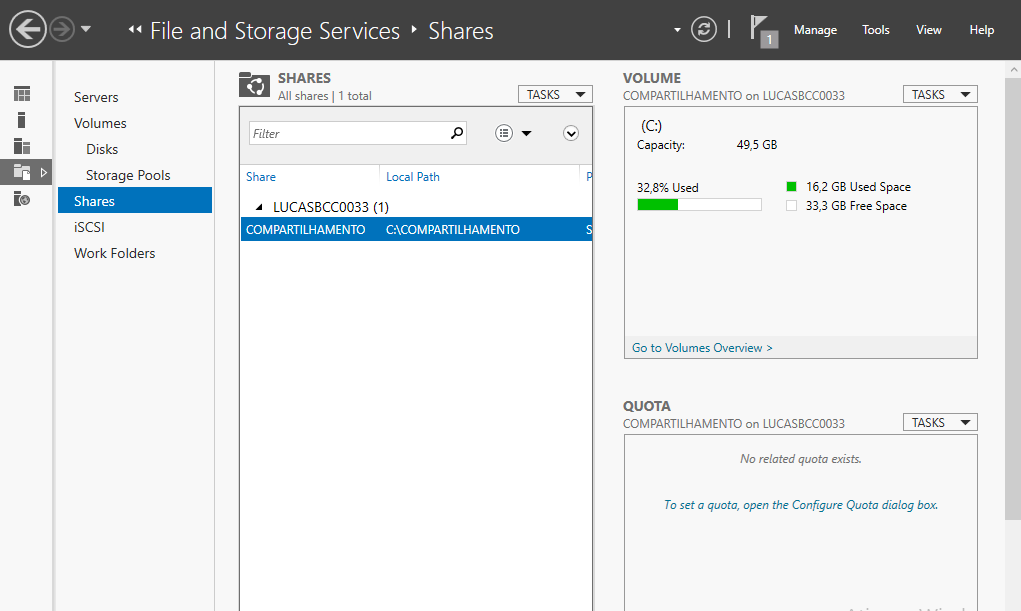 File and Storage Services
Shares
1
Manage
Tools
View
Help
Servers
Volumes
Disks
Storage Pools
Shares
iSCSI
Work Folders
SHARES
All shares | 1 total
TASKS
Filter
Share
Local Path
P
LUCASBCC0033 (1)
COMPARTILHAMENTO
C:\COMPARTILHAMENTO
S
VOLUME
COMPARTILHAMENTO on LUCASBCC0033
TASKS
(C:)
Capacity:
49,5 GB
32,8% Used
16,2 GB Used Space
33,3 GB Free Space
Go to Volumes Overview >
QUOTA
COMPARTILHAMENTO on LUCASBCC0033
TASKS
No related quota exists.
To set a quota, open the Configure Quota dialog box.